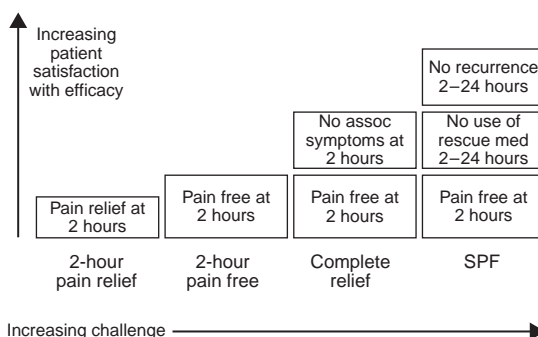 Increasing
patient
satisfaction
with efficacy
No recurrence
2–24 hours
No assoc
symptoms at
2 hours
No use of
rescue med
2–24 hours
Pain relief at
2 hours
Pain free at
2 hours
Pain free at
2 hours
Pain free at
2 hours
2-hour
pain relief
2-hour
pain free
Complete
relief
SPF
Increasing challenge